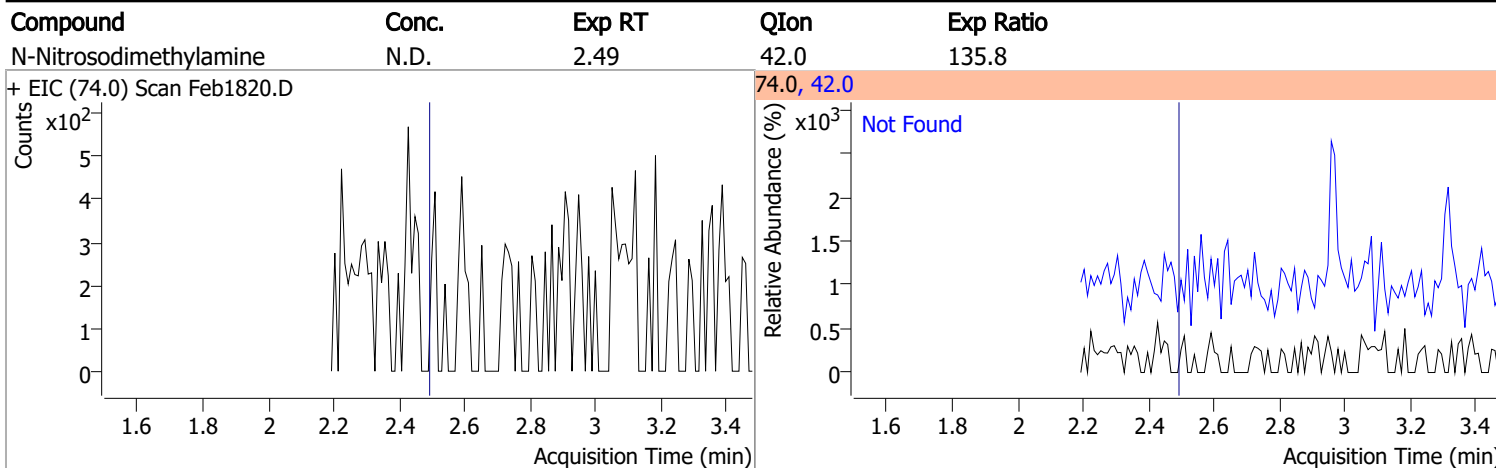 Compound Conc. Exp RT QIon Exp Ratio
N-Nitrosodimethylamine N.D. 2.49 42.0 135.8
+ EIC (74.0) Scan Feb1820.D
Counts
x10²
5
4
3
2
1
0
1.6 1.8 2 2.2 2.4 2.6 2.8 3 3.2 3.4
Acquisition Time (min)
74.0, 42.0
Relative Abundance (%)
x10³
Not Found
2
1.5
1
0.5
0
1.6 1.8 2 2.2 2.4 2.6 2.8 3 3.2 3.4
Acquisition Time (min)